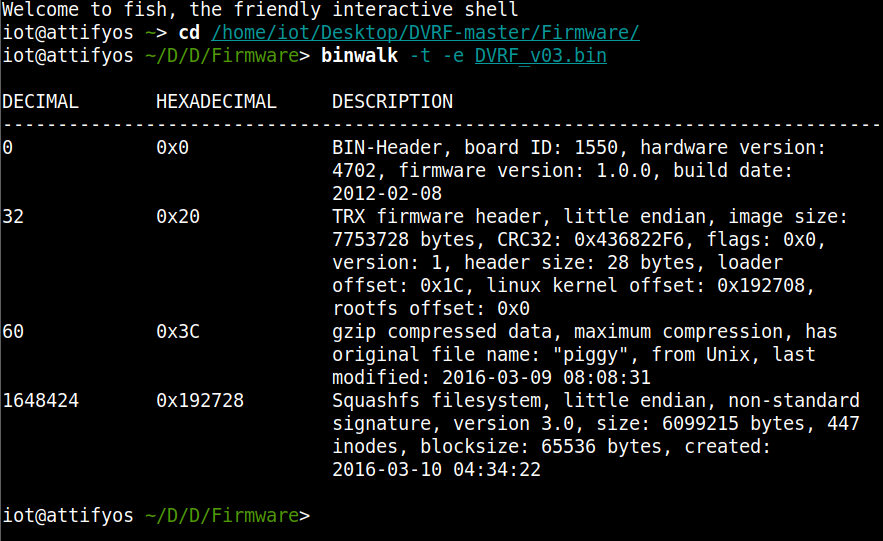 Welcome to fish, the friendly interactive shell
iot@attifyos ~> cd /home/iot/Desktop/DVRF-master/Firmware/
iot@attifyos ~/D/D/Firmware> binwalk -t -e DVRF_v03.bin
DECIMAL HEXADECIMAL DESCRIPTION
--------------------------------------------------------------------------------
0 0x0 BIN-Header, board ID: 1550, hardware version:
4702, firmware version: 1.0.0, build date:
2012-02-08
32 0x20 TRX firmware header, little endian, image size:
7753728 bytes, CRC32: 0x436822F6, flags: 0x0,
version: 1, header size: 28 bytes, loader
offset: 0x1C, linux kernel offset: 0x192708,
rootfs offset: 0x0
60 0x3C gzip compressed data, maximum compression, has
original file name: "piggy", from Unix, last
modified: 2016-03-09 08:08:31
1648424 0x192728 Squashfs filesystem, little endian, non-standard
signature, version 3.0, size: 6099215 bytes, 447
inodes, blocksize: 65536 bytes, created:
2016-03-10 04:34:22
iot@attifyos ~/D/D/Firmware>